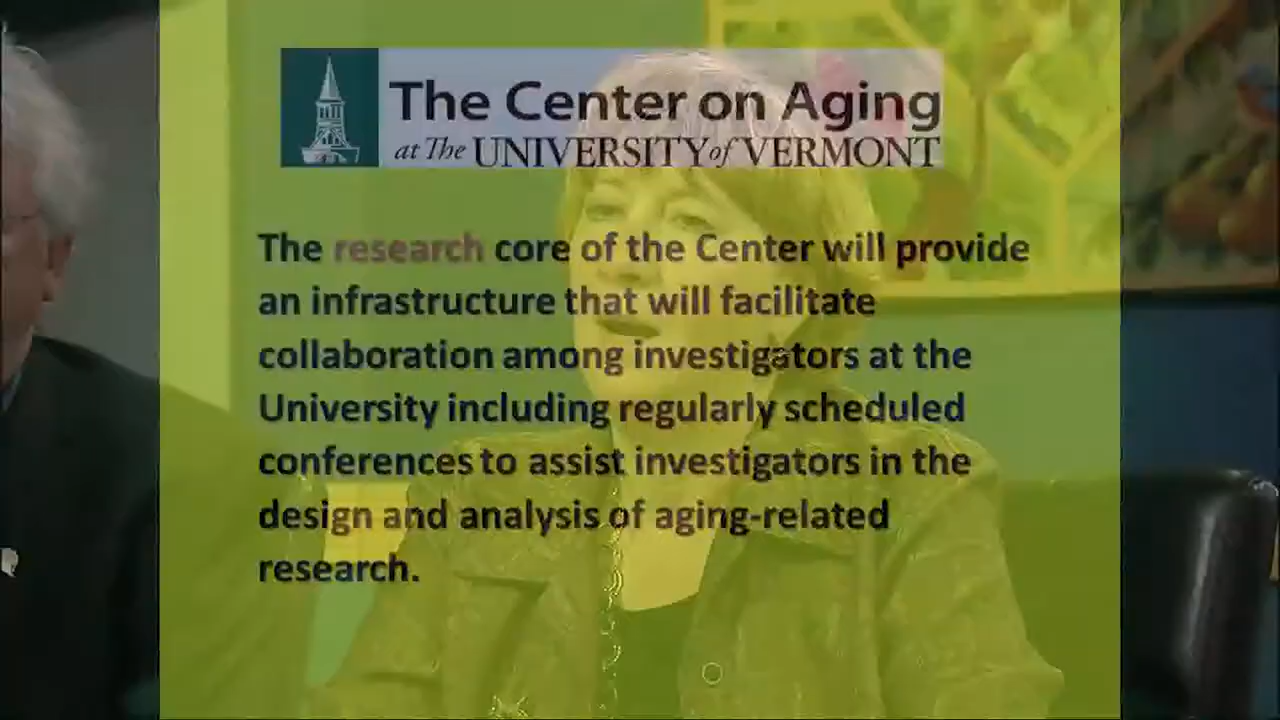 The Center on Aging
at The UNIVERSITY of VERMONT
The research core of the Center will provide
an infrastructure that will facilitate
collaboration among investigators at the
University including regularly scheduled
conferences to assist investigators in the
design and analysis of aging-related
research.